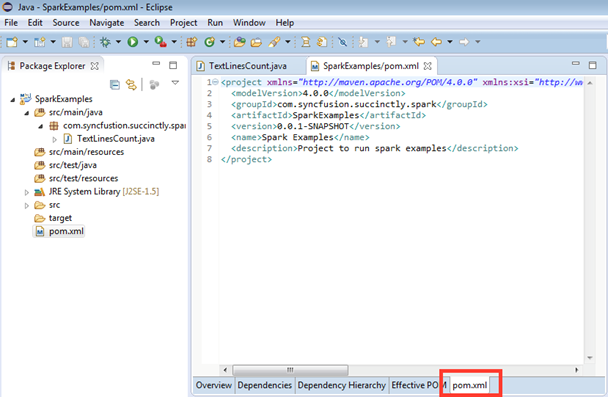 Java - SparkExamples/pom.xml - Eclipse
File Edit Source Navigate Search Project Run Window Help
Package Explorer
SparkExamples
src/main/java
com.syncfusion.succinctly.spar
TextLinesCount.java
src/main/resources
src/test/java
src/test/resources
JRE System Library [J2SE-1.5]
src
target
pom.xml
TextLinesCount.java SparkExamples/pom.xml
1 <project xmlns="http://maven.apache.org/POM/4.0.0" xmlns:xsi="http://ww
2 <modelVersion>4.0.0</modelVersion>
3 <groupId>com.syncfusion.succinctly.spark</groupId>
4 <artifactId>SparkExamples</artifactId>
5 <version>0.0.1-SNAPSHOT</version>
6 <name>Spark Examples</name>
7 <description>Project to run spark examples</description>
8 </project>
Overview Dependencies Dependency Hierarchy Effective POM pom.xml